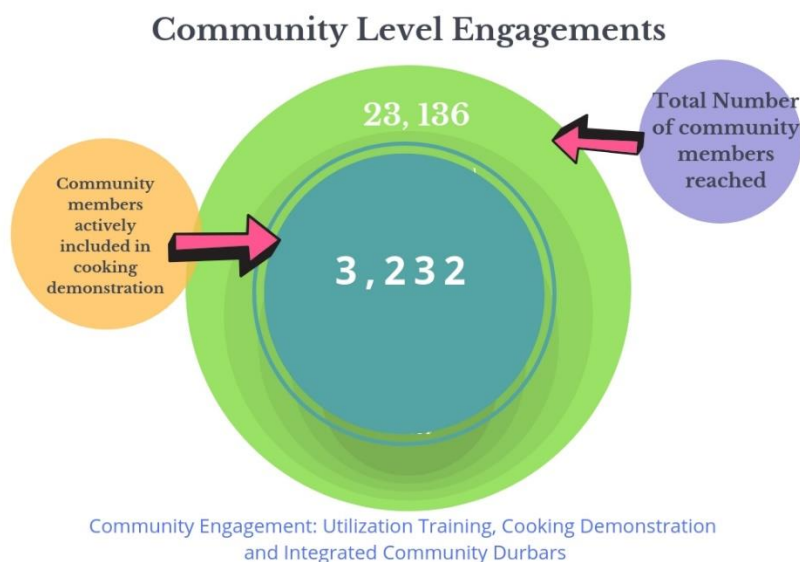 Community Level Engagements
23, 136
Total Number
of community
members
reached
Community
members
actively
included in
cooking
demonstration
3,232
Community Engagement: Utilization Training, Cooking Demonstration
and Integrated Community Durbars